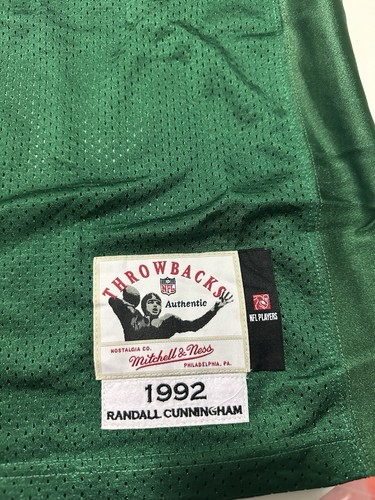 THROWBACKS
NFL
Authentic
NFL PLAYERS
NOSTALGIA CO.
Mitchell & Ness
PHILADELPHIA, PA.
1992
RANDALL CUNNINGHAM